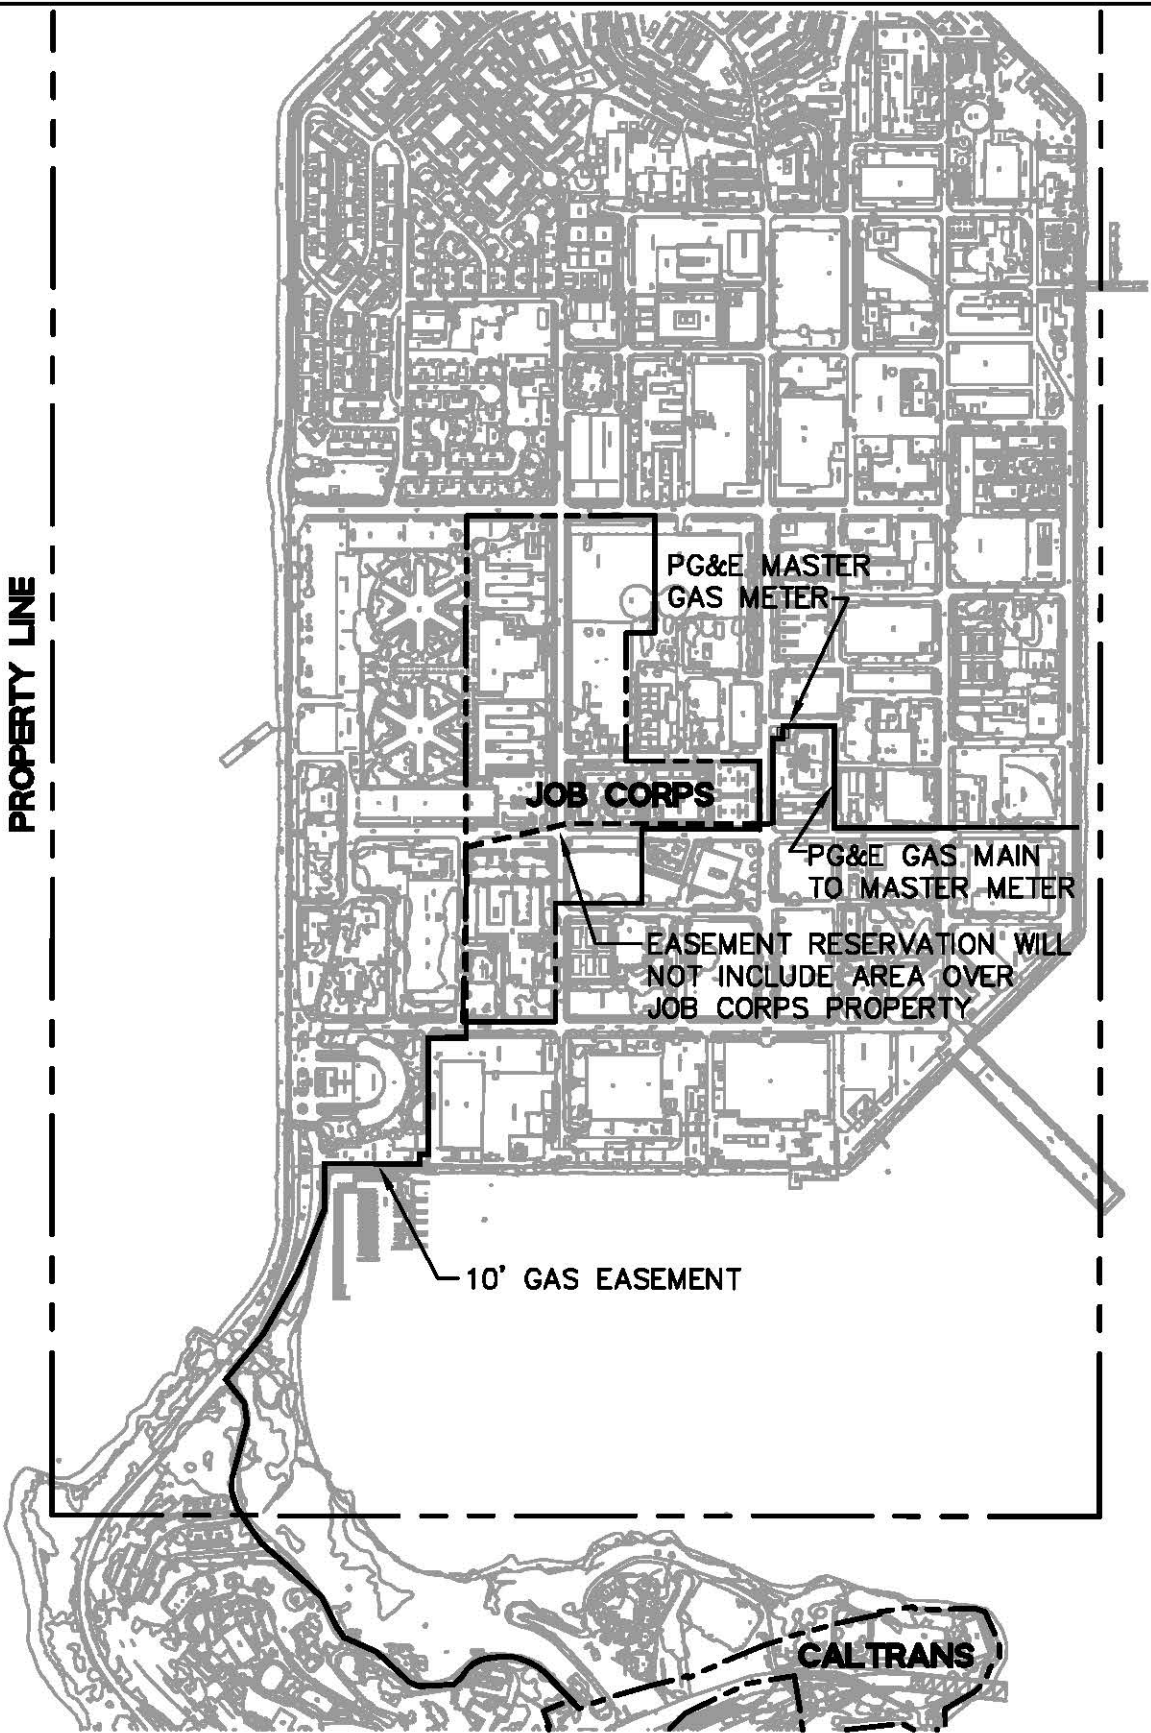 PROPERTY LINE
PG&E MASTER
GAS METER
JOB CORPS
PG&E GAS MAIN
TO MASTER METER
EASEMENT RESERVATION WILL
NOT INCLUDE AREA OVER
JOB CORPS PROPERTY
10' GAS EASEMENT
CALTRANS